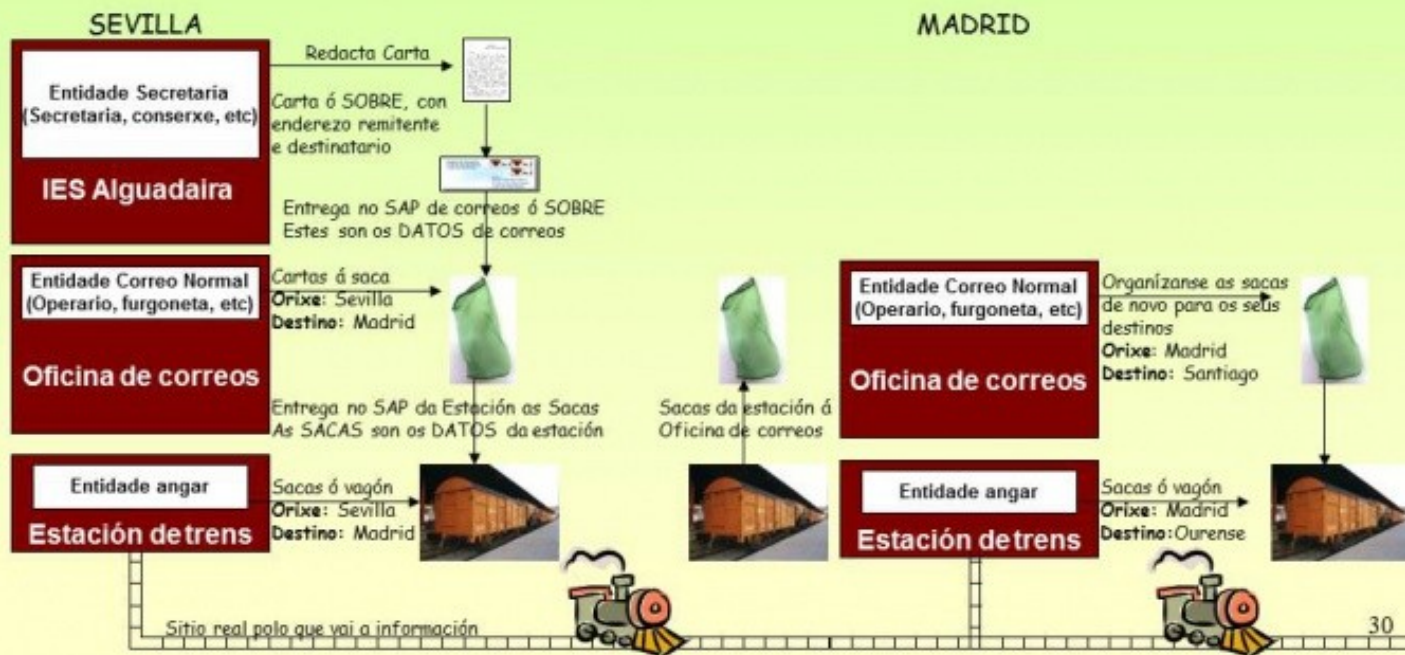 SEVILLA
MADRID
Entidade Secretaría
(Secretaria, conserxe, etc)
IES Alguadaira
Redacta Carta
Carta ó SOBRE, con
enderezo remitente
e destinatario
Entrega no SAP de correos ó SOBRE
Estes son os DATOS de correos
Entidade Correo Normal
(Operario, furgoneta, etc)
Oficina de correos
Cartas á saca
Orixe: Sevilla
Destino: Madrid
Entrega no SAP da Estación as Sacas
As SACAS son os DATOS da estación
Entidade angar
Estación de trens
Sacas ó vagón
Orixe: Sevilla
Destino: Madrid
Sacas da estación á
Oficina de correos
Entidade Correo Normal
(Operario, furgoneta, etc)
Oficina de correos
Organízanse as sacas
de novo para os seus
destinos
Orixe: Madrid
Destino: Santiago
Entidade angar
Estación de trens
Sacas ó vagón
Orixe: Madrid
Destino:Ourense
Sitio real polo que vai a información
30